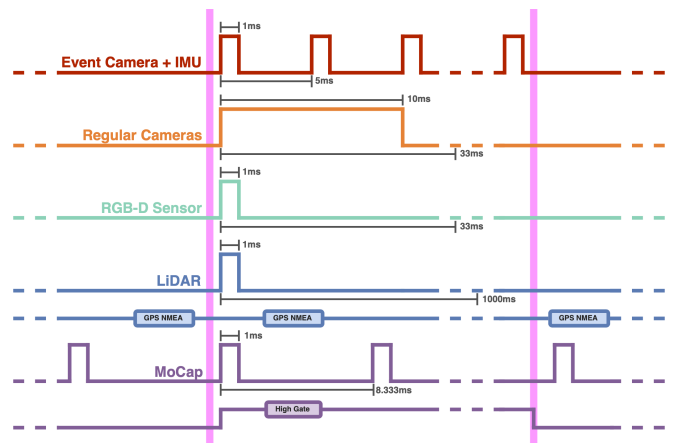 1ms
Event Camera + IMU
5ms
10ms
Regular Cameras
33ms
1ms
RGB-D Sensor
33ms
1ms
LiDAR
1000ms
GPS NMEA GPS NMEA GPS NMEA
1ms
MoCap
8.333ms
High Gate